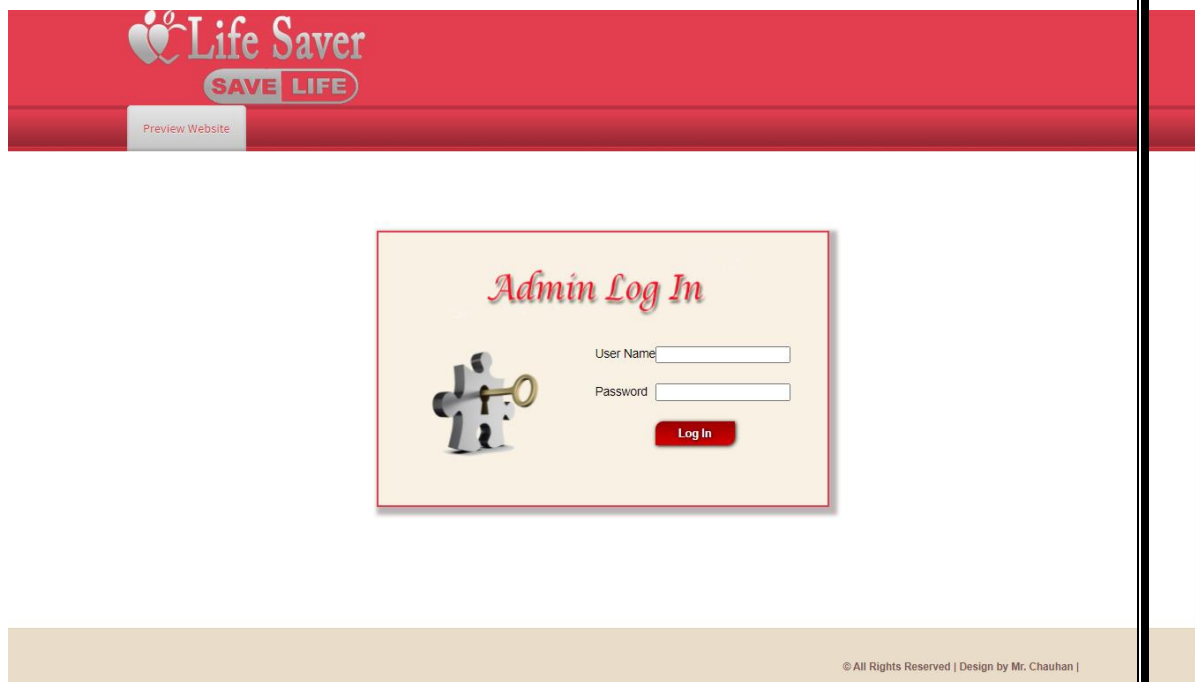 Life Saver
SAVE LIFE
Preview Website
Admin Log In
User Name
Password
Log In
© All Rights Reserved | Design by Mr. Chauhan |